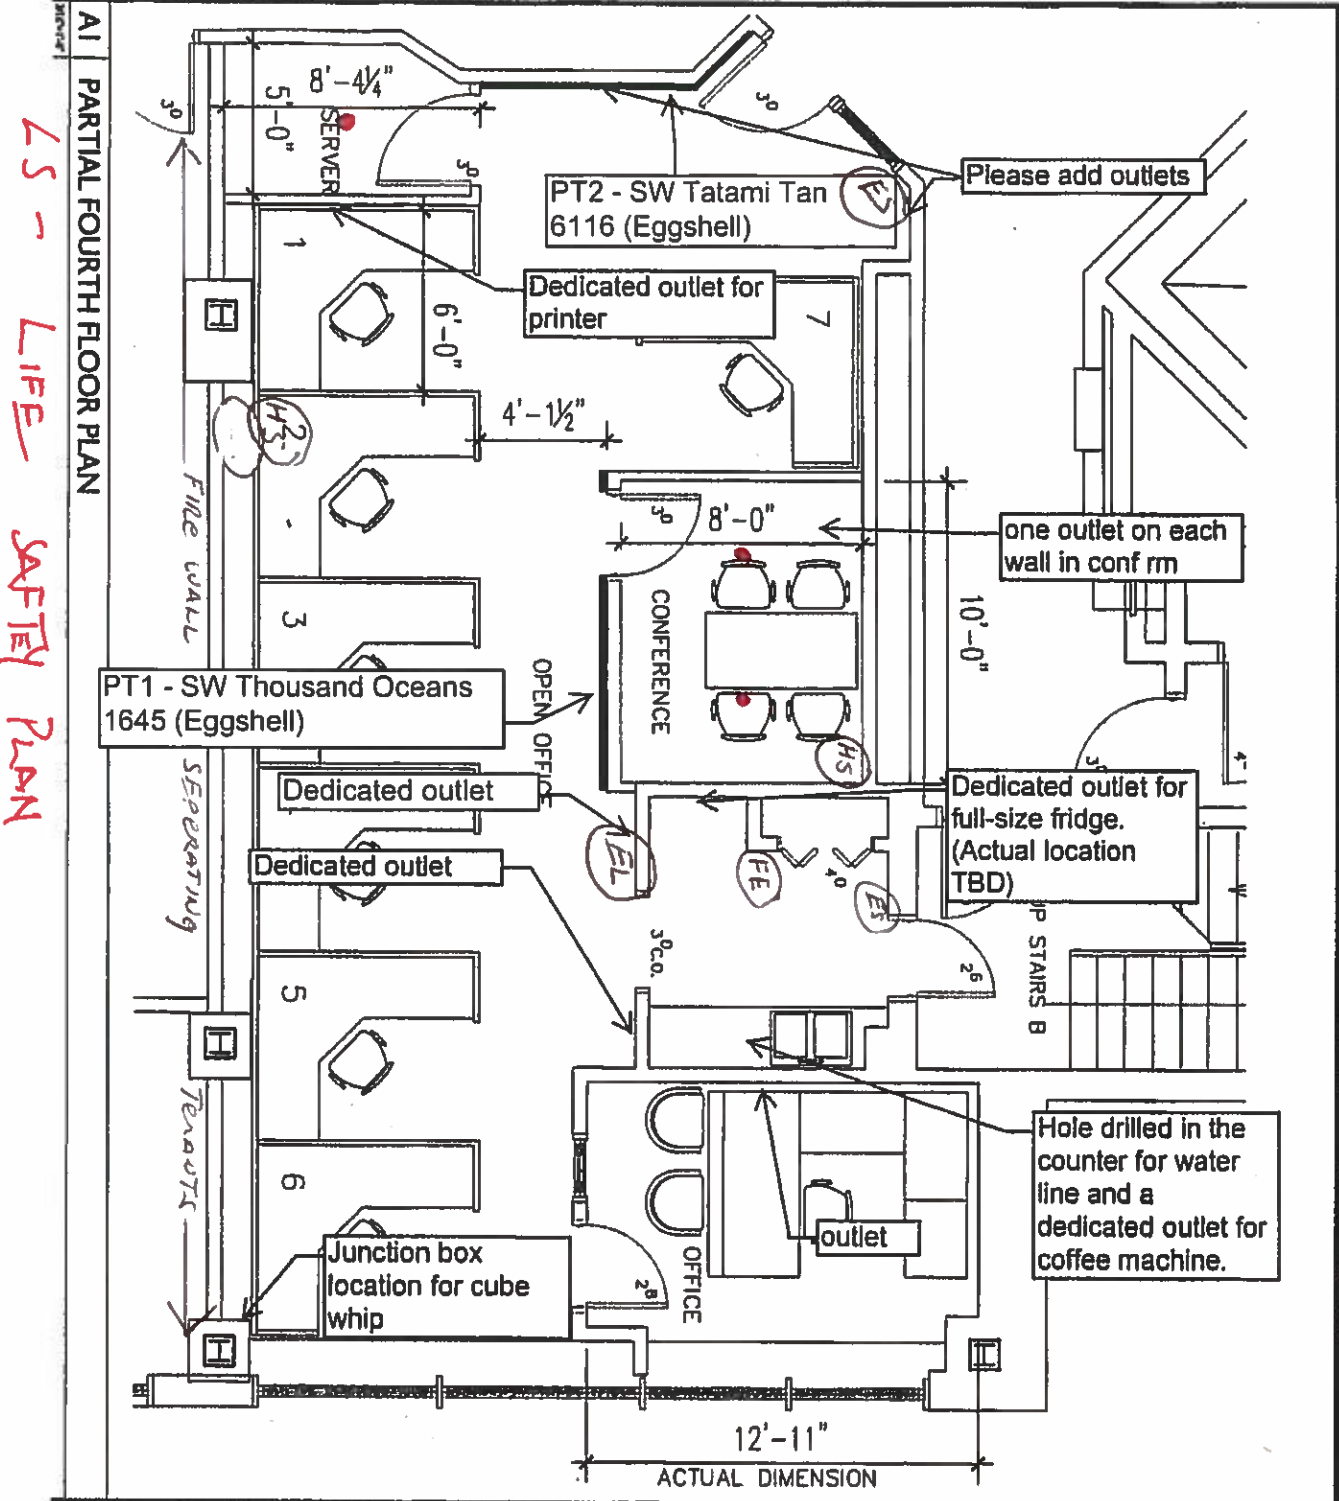 A1
PARTIAL FOURTH FLOOR PLAN
LS - LIFE SAFTEY PLAN
8'-4¼"
5'-0"
SERVER
3⁰
3⁰
3⁰
PT2 - SW Tatami Tan
6116 (Eggshell)
Please add outlets
Dedicated outlet for
printer
1
6'-0"
7
4'-1½"
H3
2
FIRE WALL SEPERATING TENANTS
3⁰
8'-0"
one outlet on each
wall in conf rm
10'-0"
CONFERENCE
3
OPEN OFFI
PT1 - SW Thousand Oceans
1645 (Eggshell)
HS
3⁰
4"
Dedicated outlet
Dedicated outlet for
full-size fridge.
(Actual location
TBD)
EL
FE
4⁰
ES
Dedicated outlet
3⁰C.O.
2⁶
UP STAIRS B
5
Hole drilled in the
counter for water
line and a
dedicated outlet for
coffee machine.
6
outlet
OFFICE
2⁸
Junction box
location for cube
whip
12'-11"
ACTUAL DIMENSION